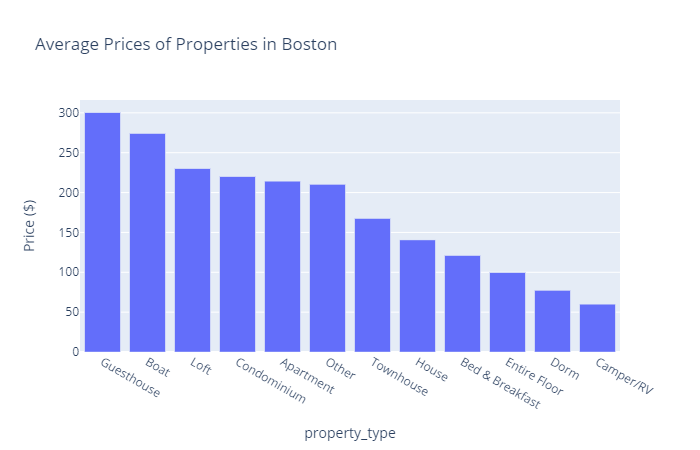 Average Prices of Properties in Boston
Price ($)
300
250
200
150
100
50
0
Guesthouse
Boat
Loft
Condominium
Apartment
Other
Townhouse
House
Bed & Breakfast
Entire Floor
Dorm
Camper/RV
property_type